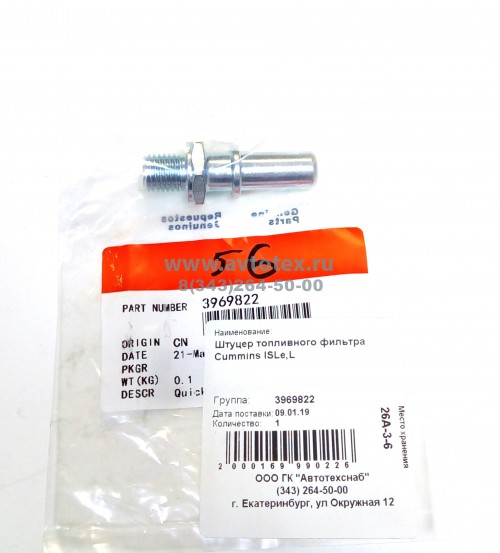 Genuine
Parts
Repuestos
Jenuinos
56
www.avtotex.ru
8(343)264-50-00
PART NUMBER 3969822
ORIGIN CN
DATE 21-Ma
PKGR
WT(KG) 0.1
DESCR Quick
Наименование:
Штуцер топливного фильтра
Cummins ISLe,L
Группа: 3969822
Дата поставки: 09.01.19
Количество: 1
Место хранения
26А-3-6
2 000169 990226
ООО ГК "Автотехснаб"
(343) 264-50-00
г. Екатеринбург, ул Окружная 12